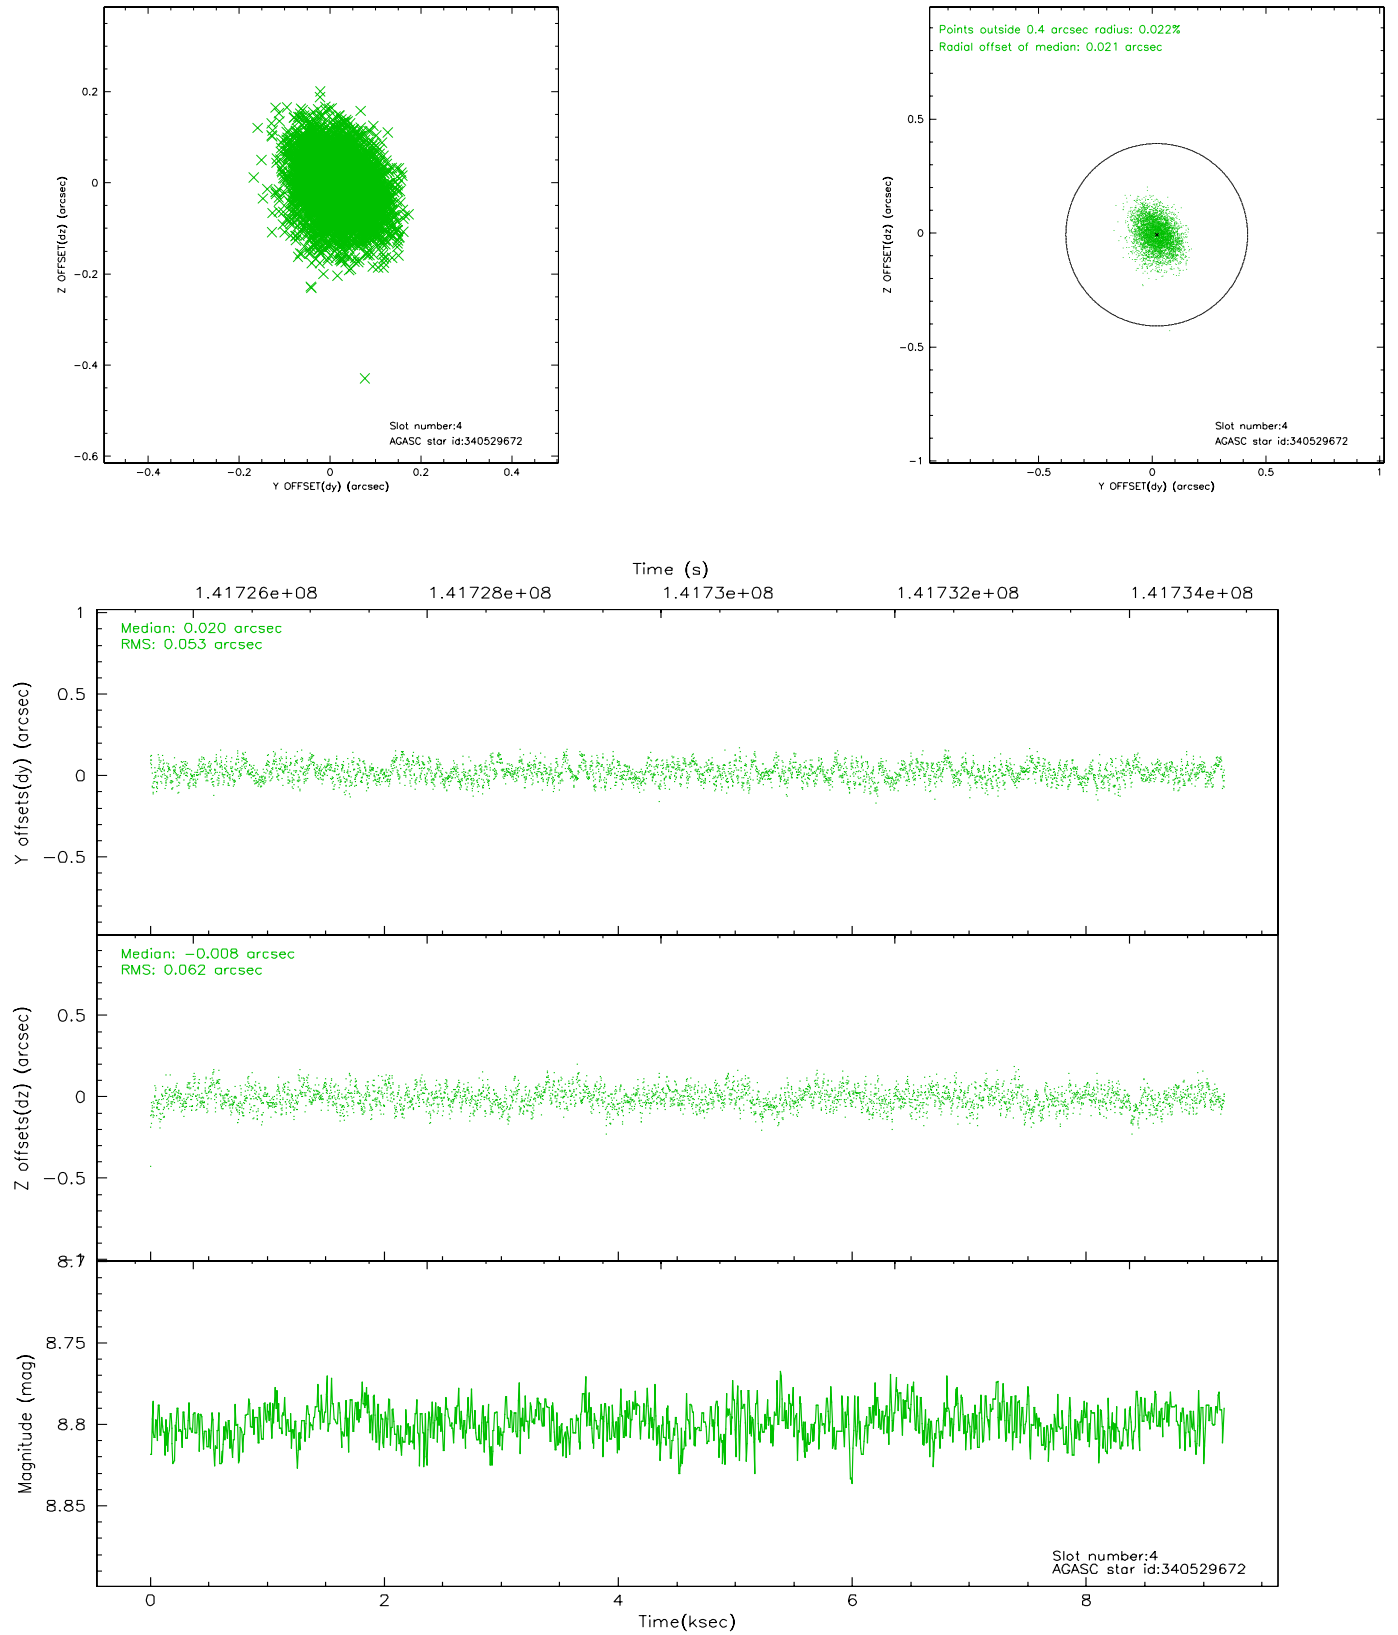 0.2
0
−0.2
−0.4
−0.6
Z OFFSET(dz) (arcsec)
−0.4 −0.2 0 0.2 0.4
Y OFFSET(dy) (arcsec)
Slot number:4
AGASC star id:340529672
Points outside 0.4 arcsec radius: 0.022%
Radial offset of median: 0.021 arcsec
0.5
0
−0.5
−1
Z OFFSET(dz) (arcsec)
−0.5 0 0.5 1
Y OFFSET(dy) (arcsec)
Slot number:4
AGASC star id:340529672
Time (s)
1.41726e+08 1.41728e+08 1.4173e+08 1.41732e+08 1.41734e+08
Median: 0.020 arcsec
RMS: 0.053 arcsec
1
0.5
0
−0.5
Y offsets(dy) (arcsec)
Median: −0.008 arcsec
RMS: 0.062 arcsec
0.5
0
−0.5
−1
Z offsets(dz) (arcsec)
8.7
8.75
8.8
8.85
Magnitude (mag)
Slot number:4
AGASC star id:340529672
0 2 4 6 8
Time(ksec)